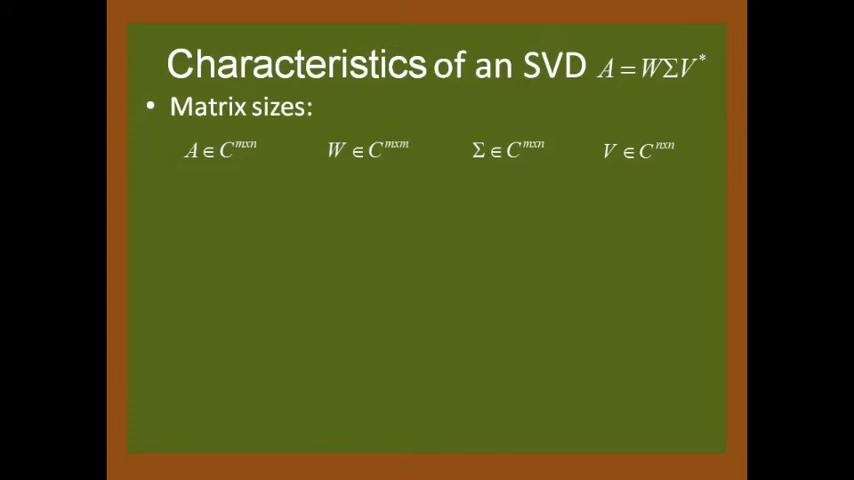 Characteristics of an SVD A = WΣV*
• Matrix sizes:
A ∈ C^mxn W ∈ C^mxm Σ ∈ C^mxn V ∈ C^nxn